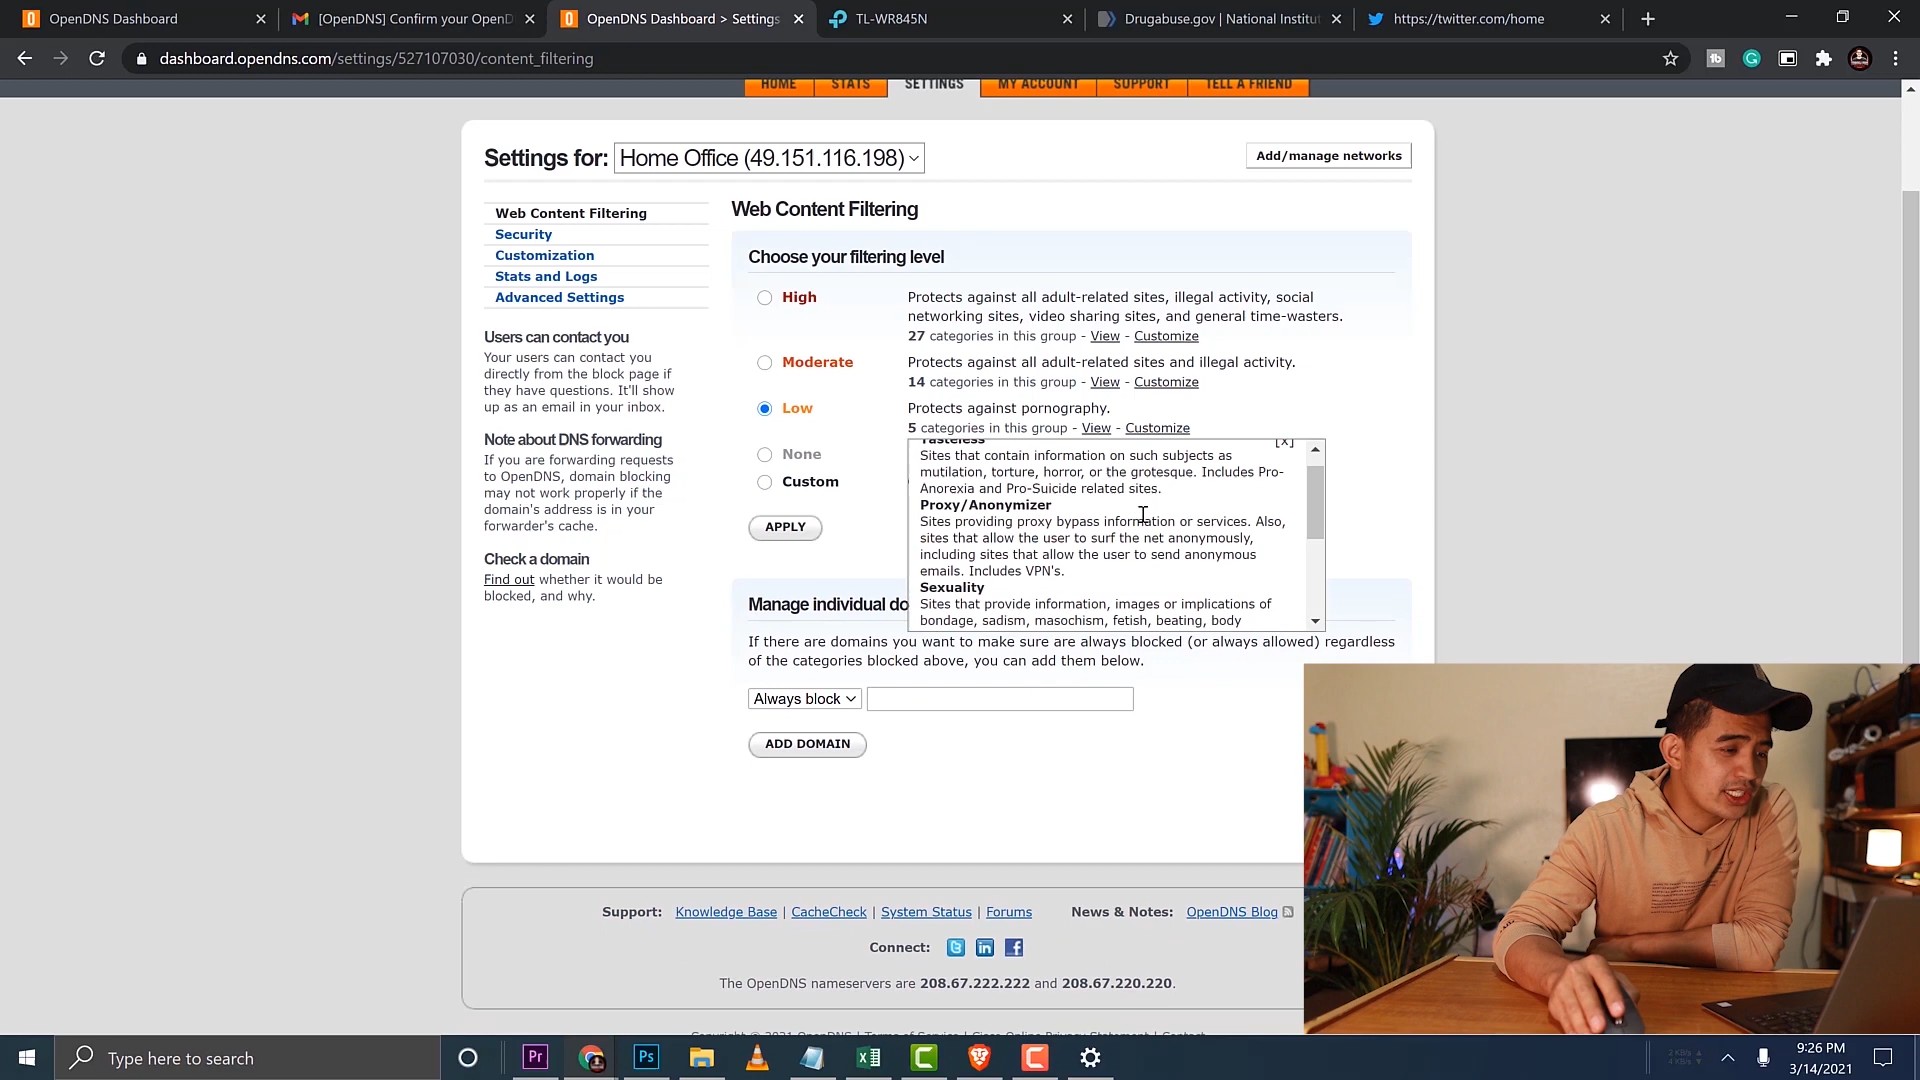 OpenDNS Dashboard
[OpenDNS] Confirm your OpenD
OpenDNS Dashboard > Settings
TL-WR845N
Drugabuse.gov | National Institu
https://twitter.com/home
dashboard.opendns.com/settings/527107030/content_filtering
HOME
STATS
SETTINGS
MY ACCOUNT
SUPPORT
TELL A FRIEND
Settings for: Home Office (49.151.116.198)
Add/manage networks
Web Content Filtering
Security
Customization
Stats and Logs
Advanced Settings
Users can contact you
Your users can contact you
directly from the block page if
they have questions. It'll show
up as an email in your inbox.
Note about DNS forwarding
If you are forwarding requests
to OpenDNS, domain blocking
may not work properly if the
domain's address is in your
forwarder's cache.
Check a domain
Find out whether it would be
blocked, and why.
Web Content Filtering
Choose your filtering level
High
Protects against all adult-related sites, illegal activity, social
networking sites, video sharing sites, and general time-wasters.
27 categories in this group - View - Customize
Moderate
Protects against all adult-related sites and illegal activity.
14 categories in this group - View - Customize
Low
Protects against pornography.
5 categories in this group - View - Customize
None
Custom
Tasteless
[X]
Sites that contain information on such subjects as
mutilation, torture, horror, or the grotesque. Includes Pro-
Anorexia and Pro-Suicide related sites.
Proxy/Anonymizer
Sites providing proxy bypass information or services. Also,
sites that allow the user to surf the net anonymously,
including sites that allow the user to send anonymous
emails. Includes VPN's.
Sexuality
Sites that provide information, images or implications of
bondage, sadism, masochism, fetish, beating, body
APPLY
Manage individual do
If there are domains you want to make sure are always blocked (or always allowed) regardless
of the categories blocked above, you can add them below.
Always block
ADD DOMAIN
Support: Knowledge Base | CacheCheck | System Status | Forums
News & Notes: OpenDNS Blog
Connect:
The OpenDNS nameservers are 208.67.222.222 and 208.67.220.220.
Type here to search
Pr
Ps
9:26 PM
3/14/2021